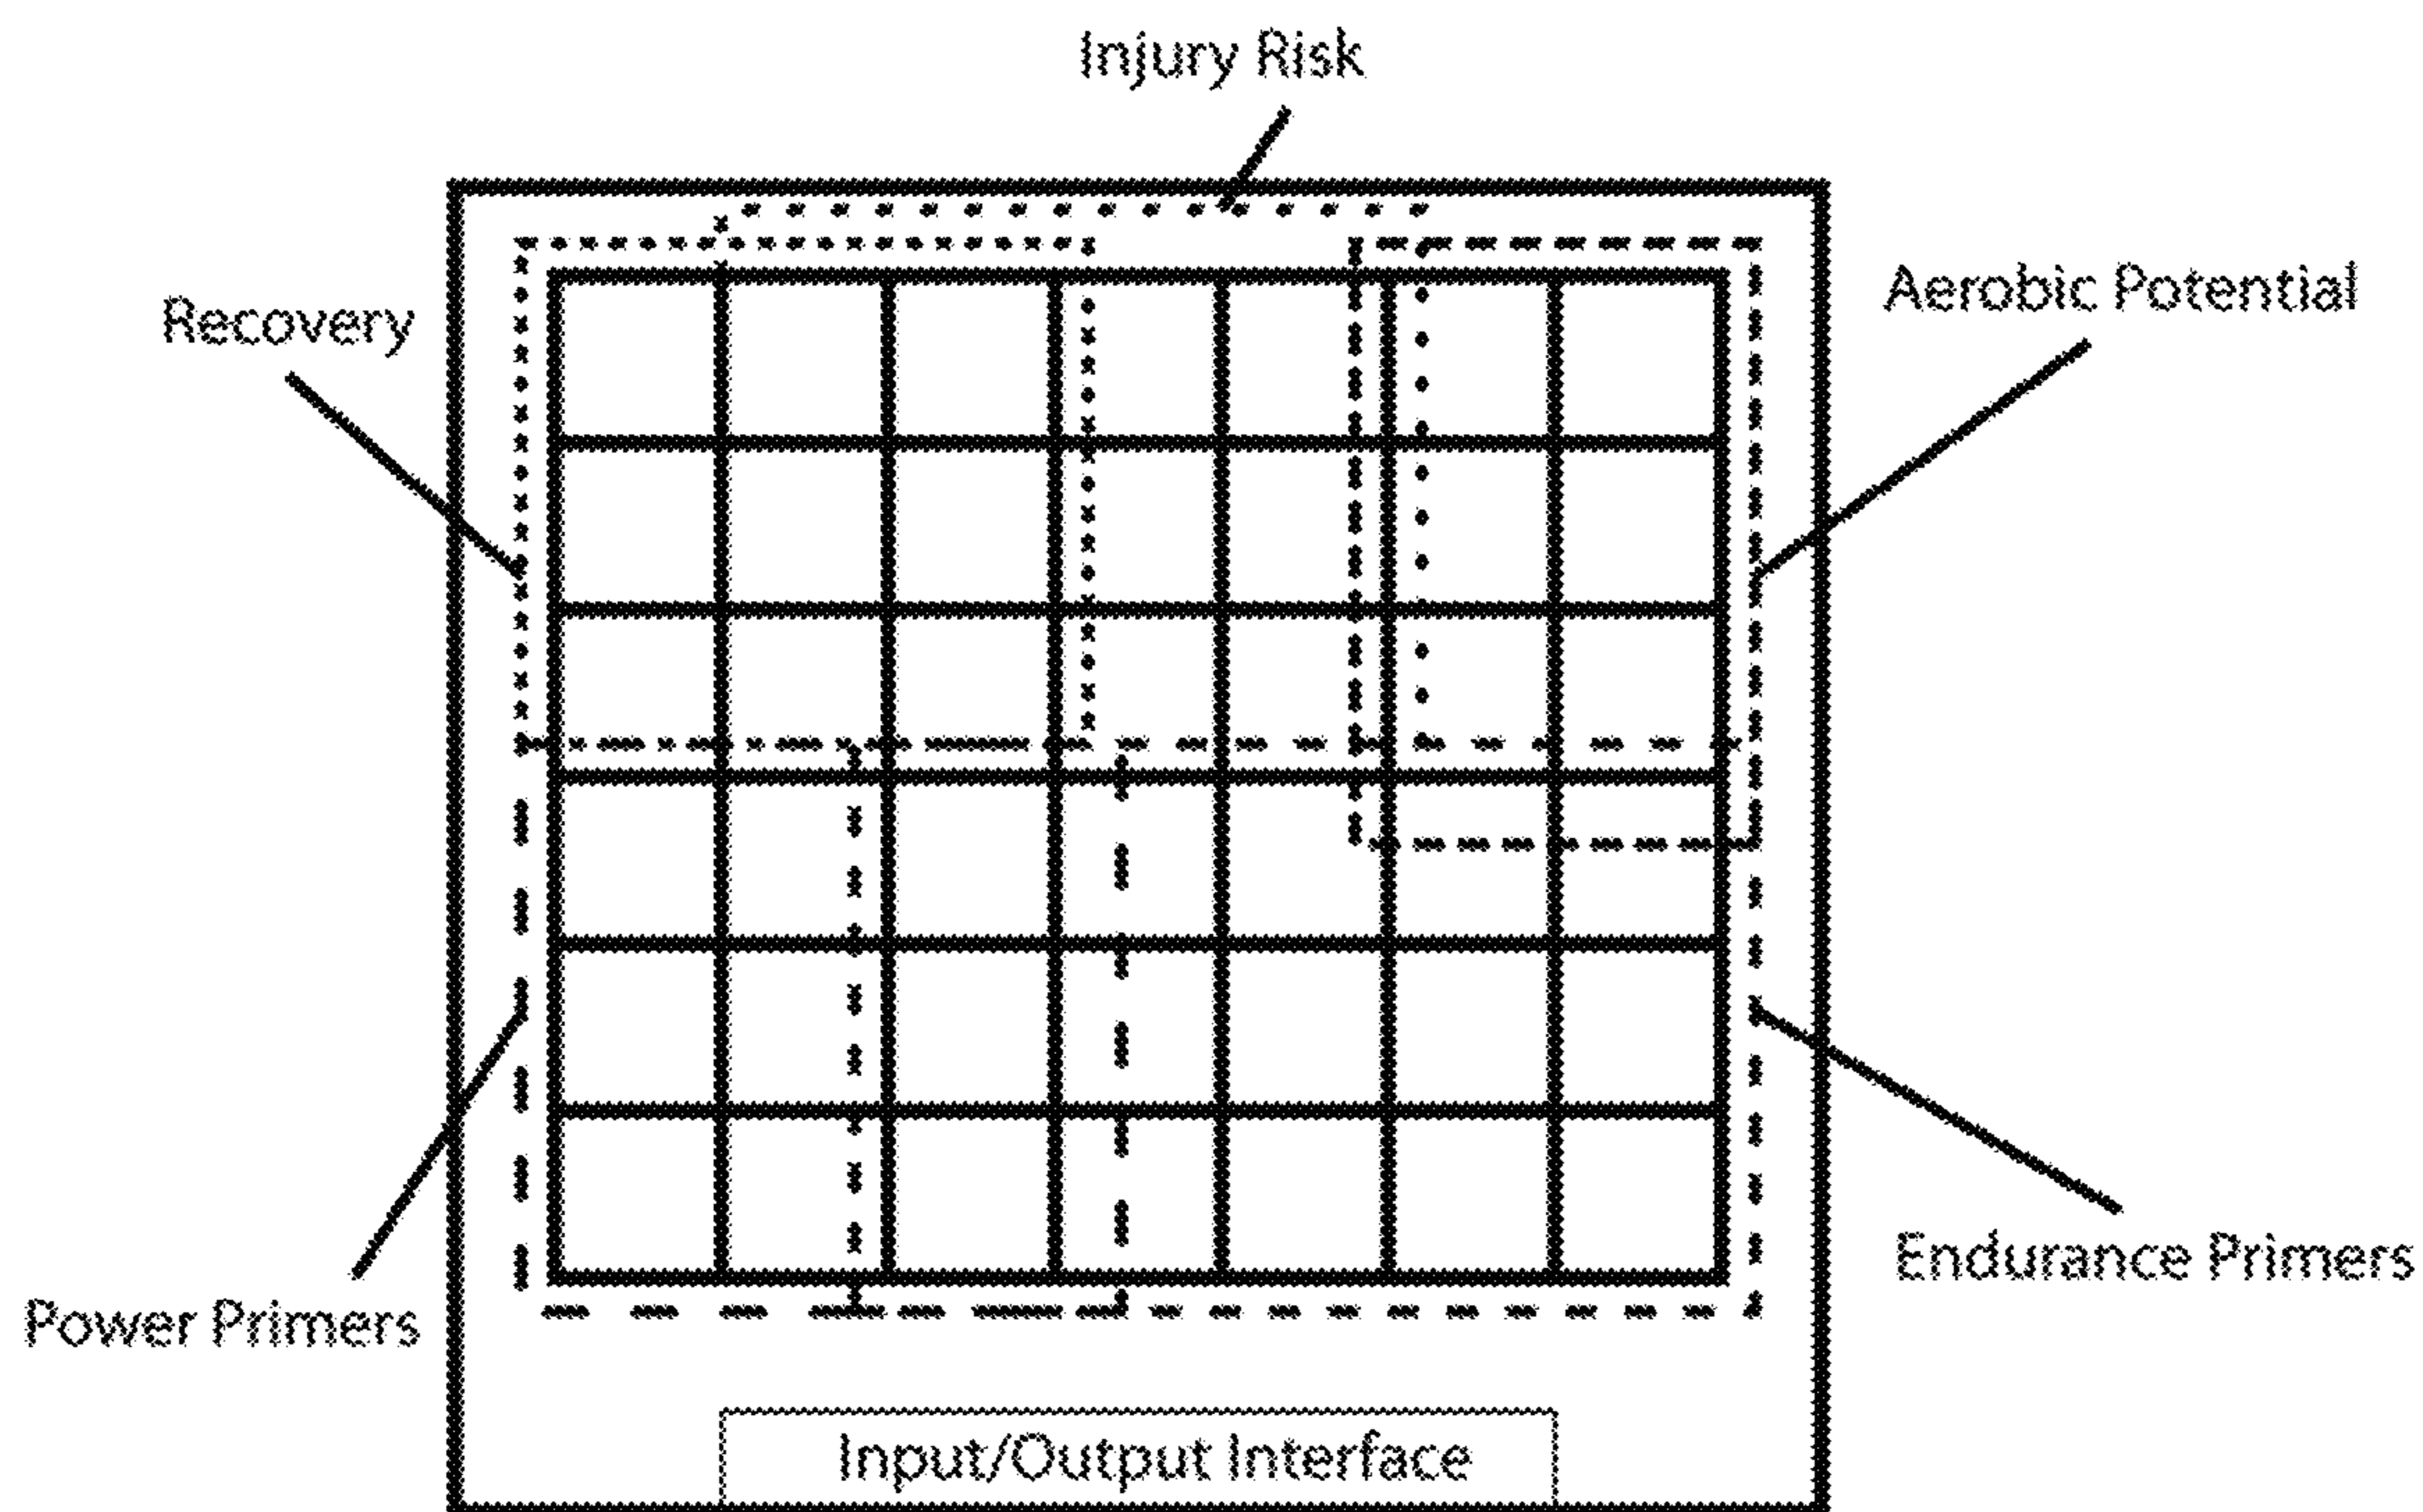 Injury Risk
Aerobic Potential
Recovery
Endurance Primers
Power Primers
Input/Output Interface